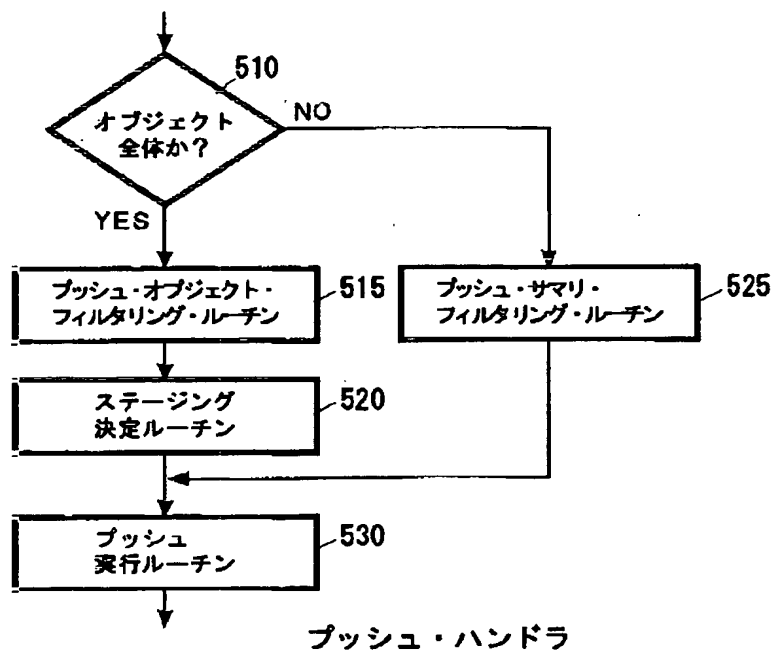 510
オブジェクト
全体か?
NO
YES
プッシュ・オブジェクト・
フィルタリング・ルーチン
515
プッシュ・サマリ・
フィルタリング・ルーチン
525
ステージング
決定ルーチン
520
プッシュ
実行ルーチン
530
プッシュ・ハンドラ